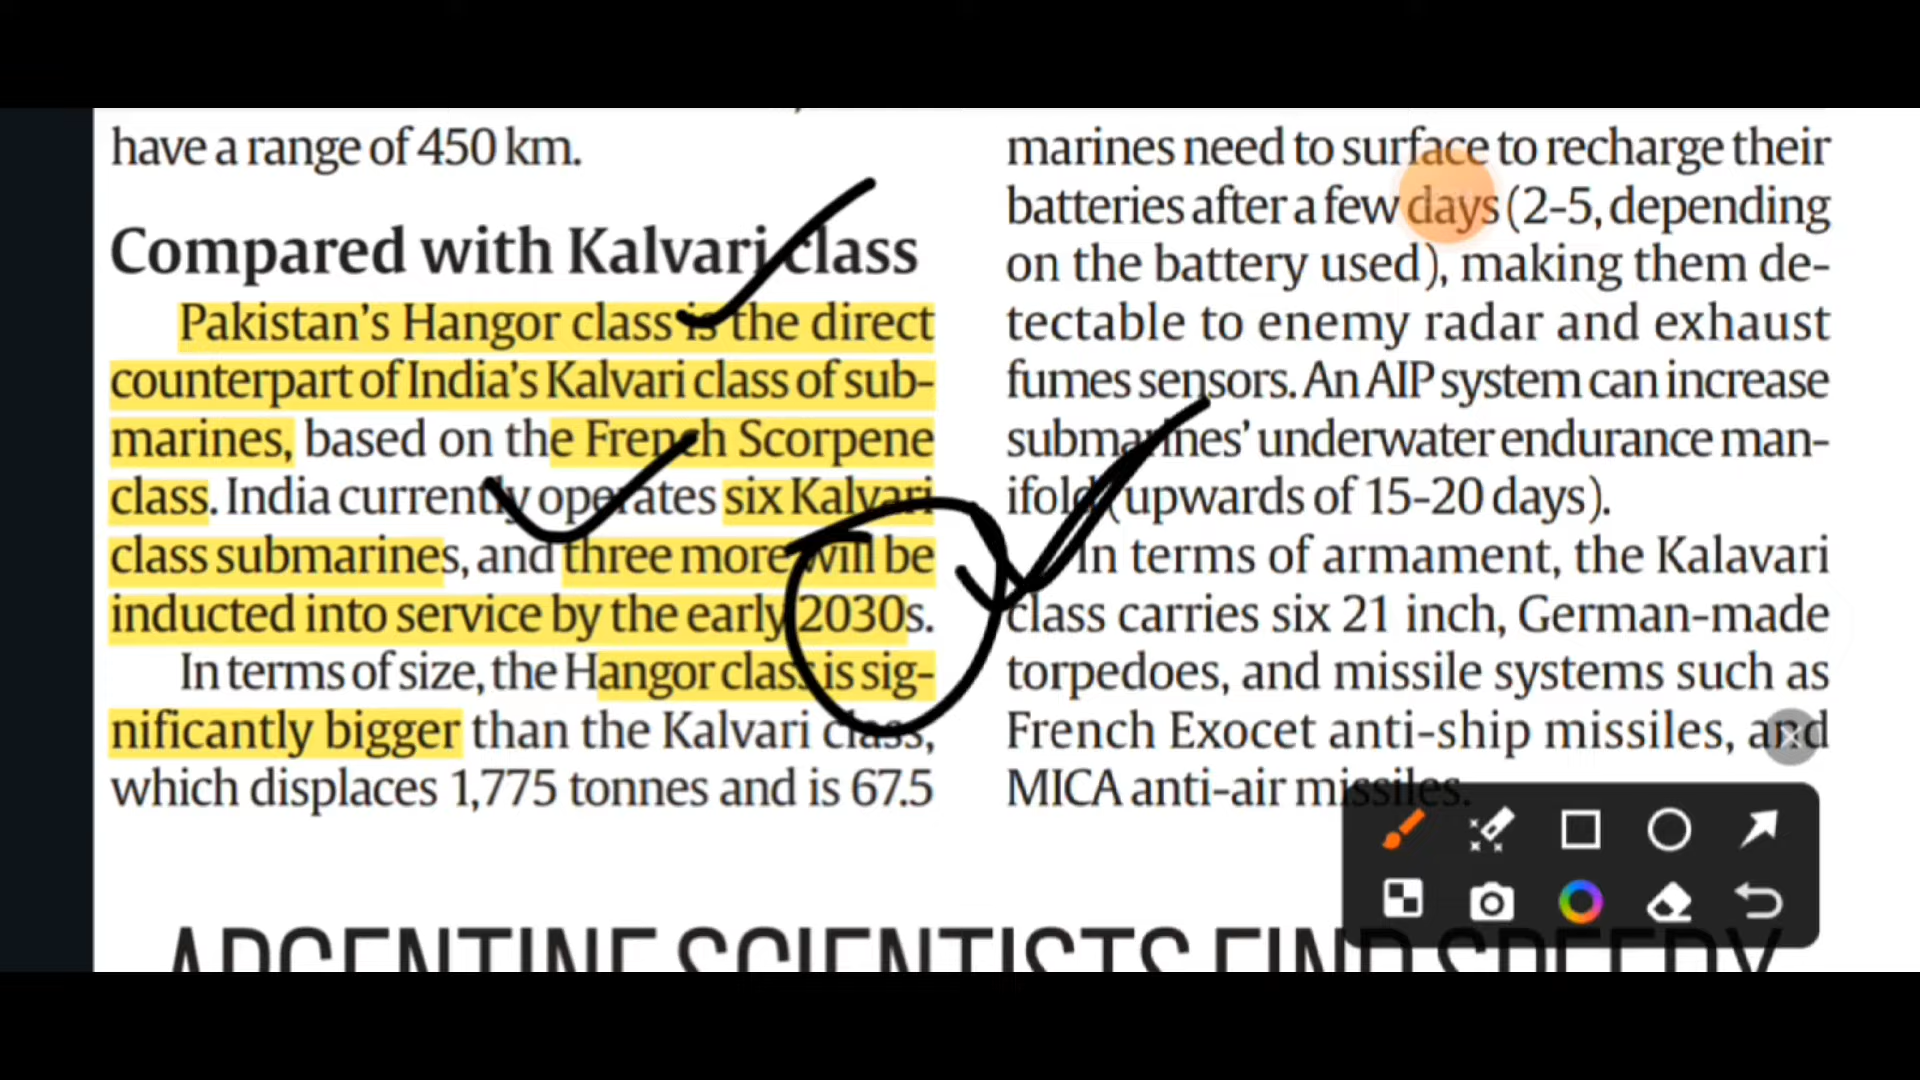 have a range of 450 km.
Compared with Kalvari class
Pakistan's Hangor class is the direct
counterpart of India's Kalvari class of sub-
marines, based on the French Scorpene
class. India currently operates six Kalvari
class submarines, and three more will be
inducted into service by the early 2030s.
In terms of size, the Hangor class is sig-
nificantly bigger than the Kalvari class,
which displaces 1,775 tonnes and is 67.5
marines need to surface to recharge their
batteries after a few days (2-5, depending
on the battery used), making them de-
tectable to enemy radar and exhaust
fumes sensors. An AIP system can increase
submarines' underwater endurance man-
ifold (upwards of 15-20 days).
In terms of armament, the Kalavari
class carries six 21 inch, German-made
torpedoes, and missile systems such as
French Exocet anti-ship missiles, and
MICA anti-air missiles.
ARGENTINE SCIENTISTS FIND SPEEDY